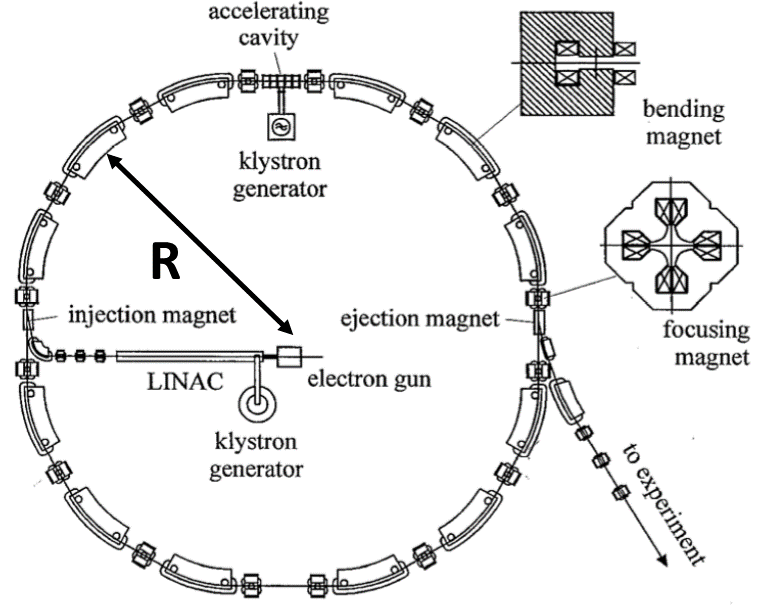 accelerating
cavity
klystron
generator
bending
magnet
R
injection magnet
ejection magnet
focusing
magnet
LINAC
electron gun
klystron
generator
to experiment